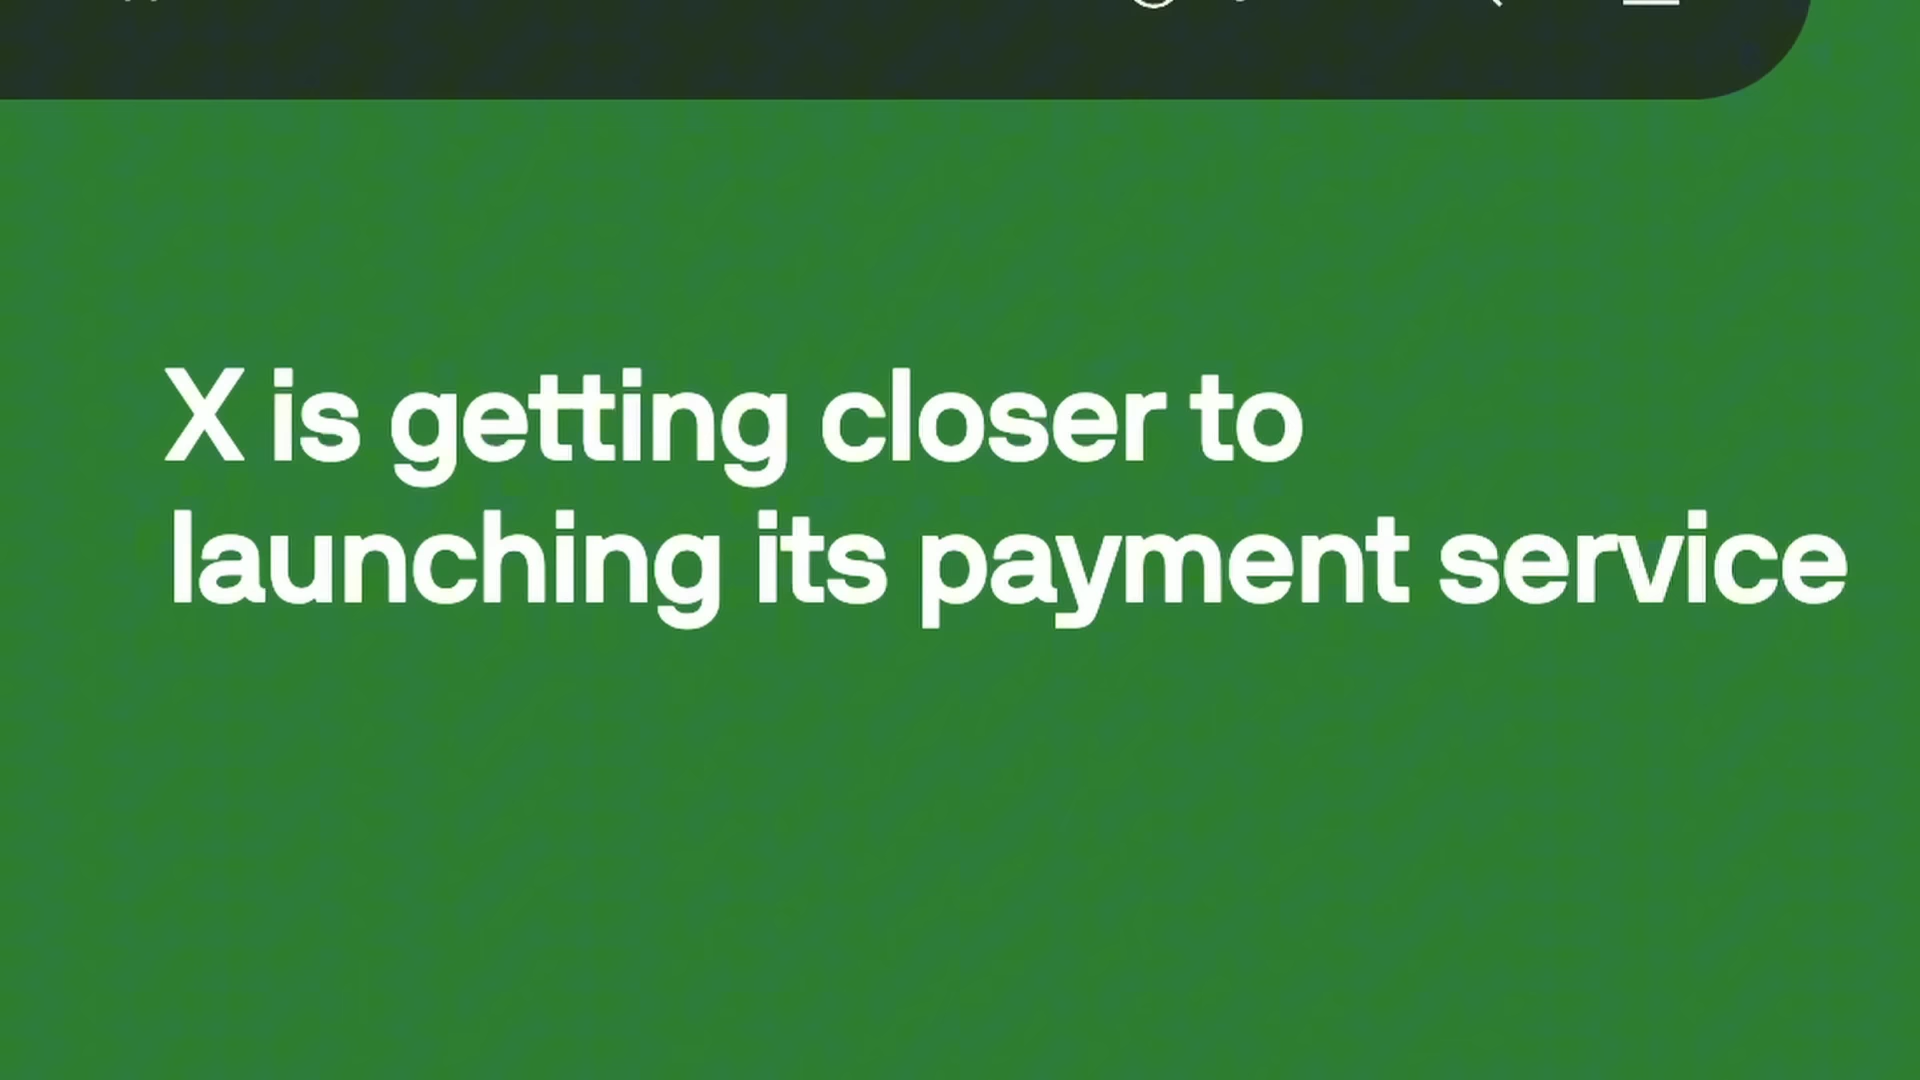 X is getting closer to
launching its payment service